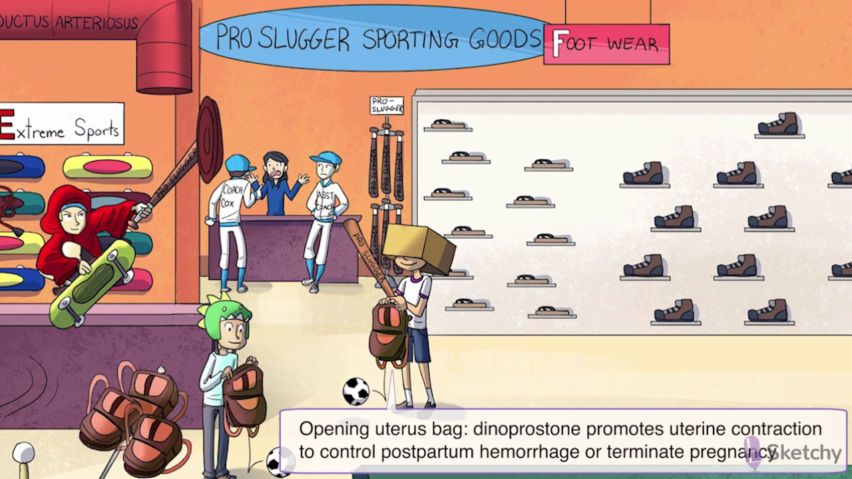 DUCTUS ARTERIOSUS
PRO SLUGGER SPORTING GOODS
FOOT WEAR
PRO-
SLUGGER
Extreme Sports
PRO SLUGGER
COACH
COX
ASST
COACH
PRO SLUGGER
Opening uterus bag: dinoprostone promotes uterine contraction
to control postpartum hemorrhage or terminate pregnancy
Sketchy